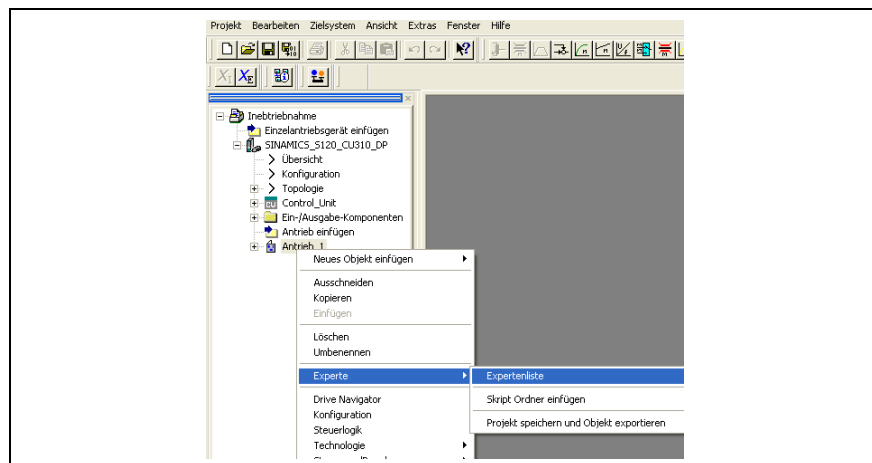 Projekt Bearbeiten Zielsystem Ansicht Extras Fenster Hilfe
Inebtriebnahme
Einzelantriebsgerät einfügen
SINAMICS_S120_CU310_DP
Übersicht
Konfiguration
Topologie
Control_Unit
Ein-/Ausgabe-Komponenten
Antrieb einfügen
Antrieb_1
Neues Objekt einfügen
Ausschneiden
Kopieren
Einfügen
Löschen
Umbenennen
Experte
Expertenliste
Skript Ordner einfügen
Projekt speichern und Objekt exportieren
Drive Navigator
Konfiguration
Steuerlogik
Technologie